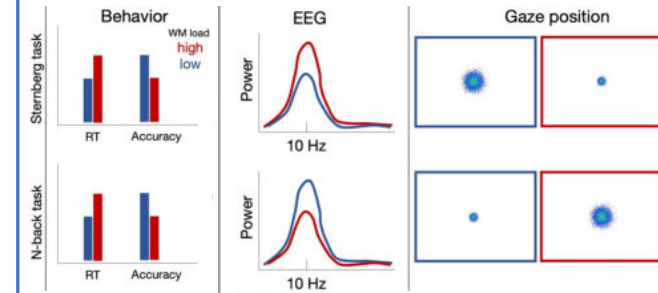 Behavior
EEG
Gaze position
WM load
high
low
Sternberg task
RT
Accuracy
Power
10 Hz
N-back task
RT
Accuracy
Power
10 Hz